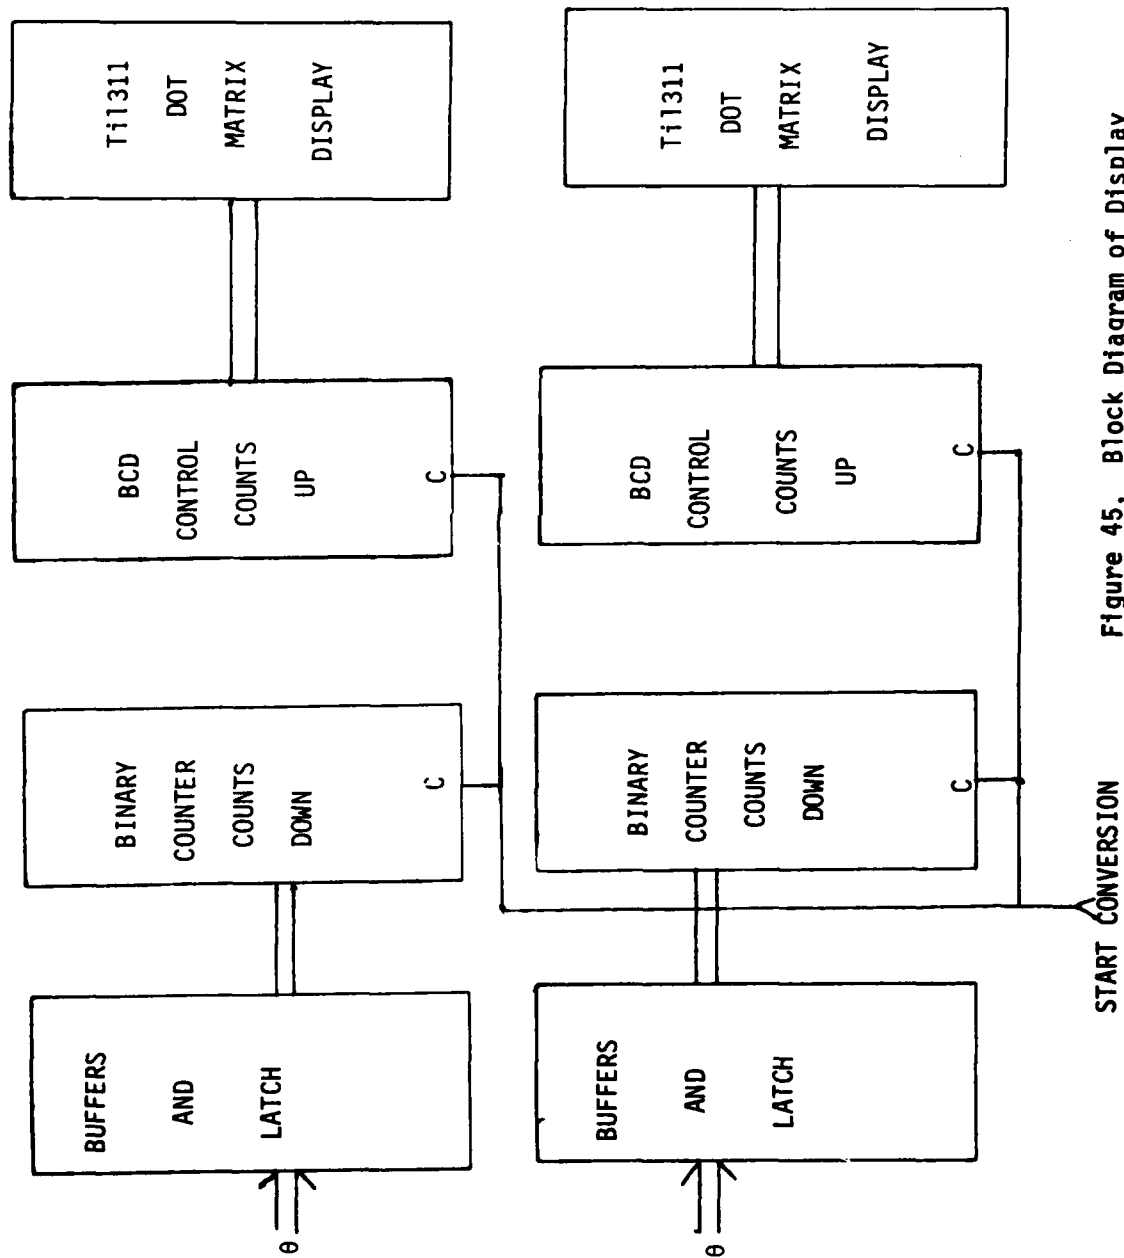 θ
BUFFERS
AND
LATCH
BINARY
COUNTER
COUNTS
DOWN
C
BCD
CONTROL
COUNTS
UP
C
Til311
DOT
MATRIX
DISPLAY
θ
BUFFERS
AND
LATCH
BINARY
COUNTER
COUNTS
DOWN
C
BCD
CONTROL
COUNTS
UP
C
Til311
DOT
MATRIX
DISPLAY
START CONVERSION
Figure 45. Block Diagram of Display